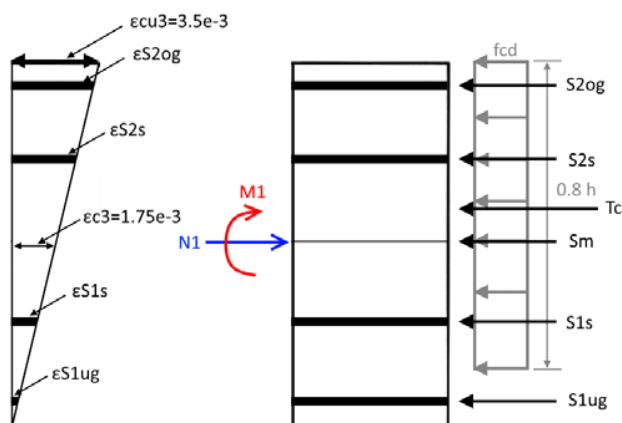 εcu3=3.5e-3
εS2og
εS2s
εc3=1.75e-3
εS1s
εS1ug
M1
N1
fcd
S2og
S2s
0.8 h
Tc
Sm
S1s
S1ug